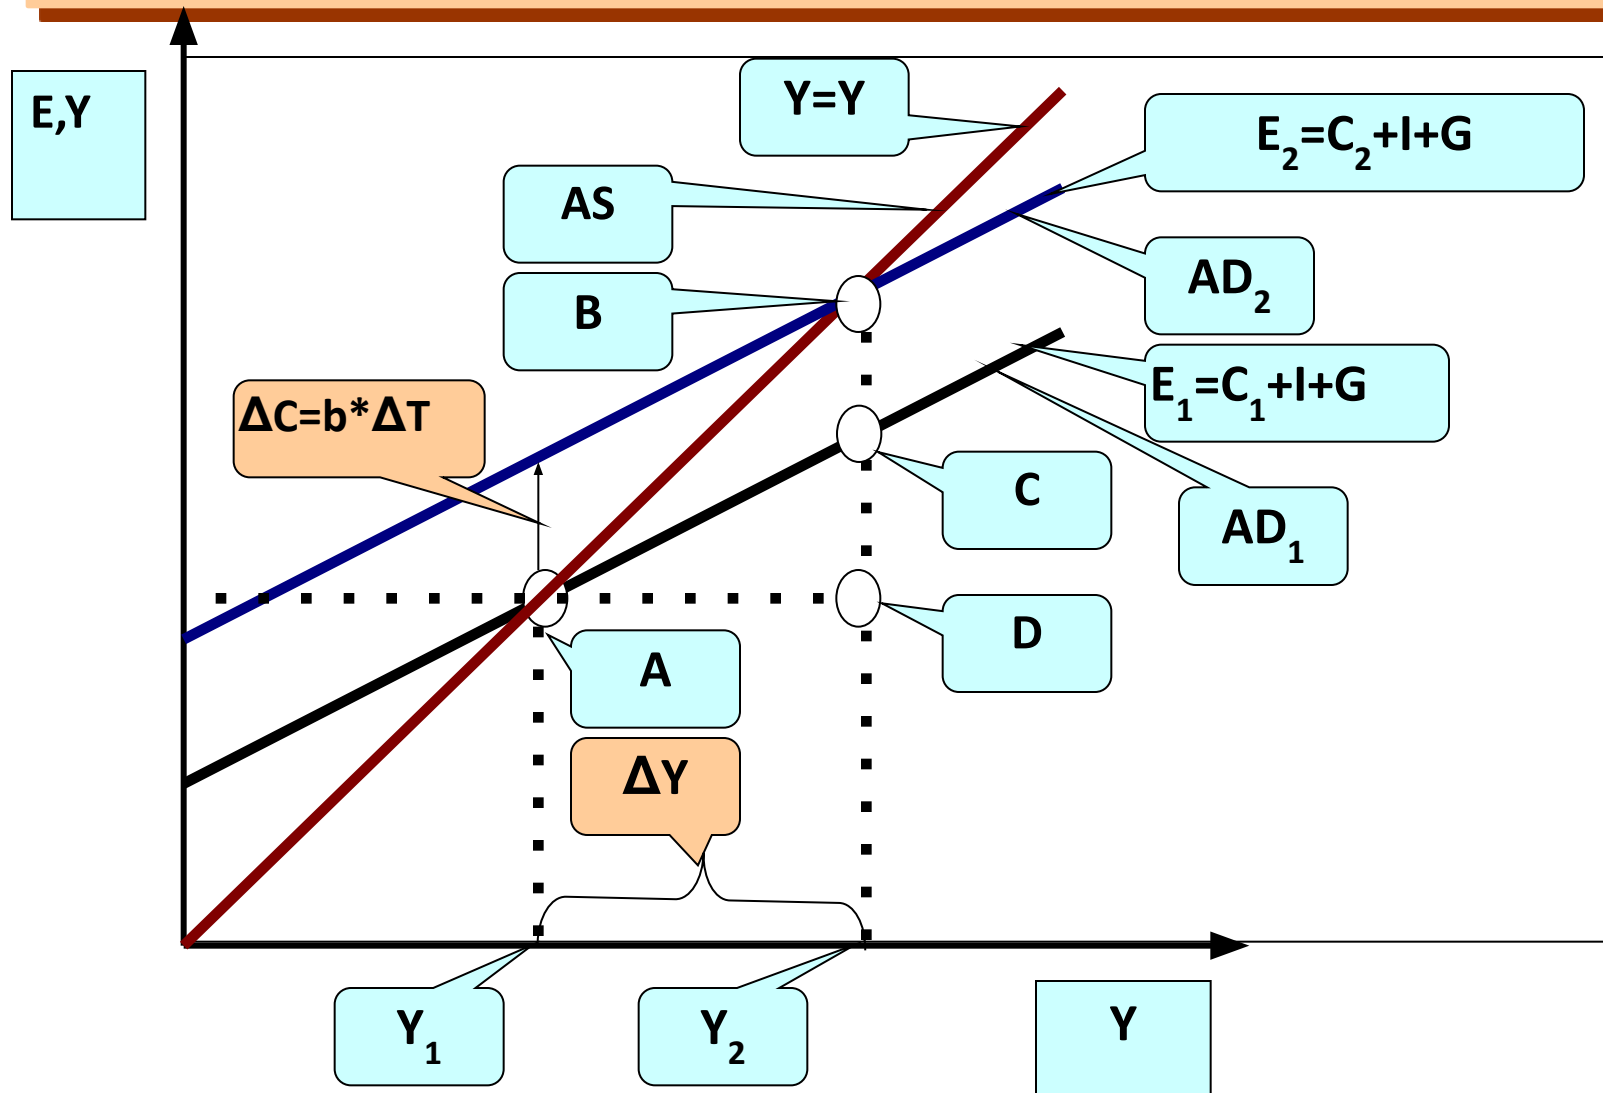 E,Y
Y=Y
E₂=C₂+I+G
AS
AD₂
B
E₁=C₁+I+G
ΔC=b*ΔT
C
AD₁
D
A
ΔY
Y₁
Y₂
Y